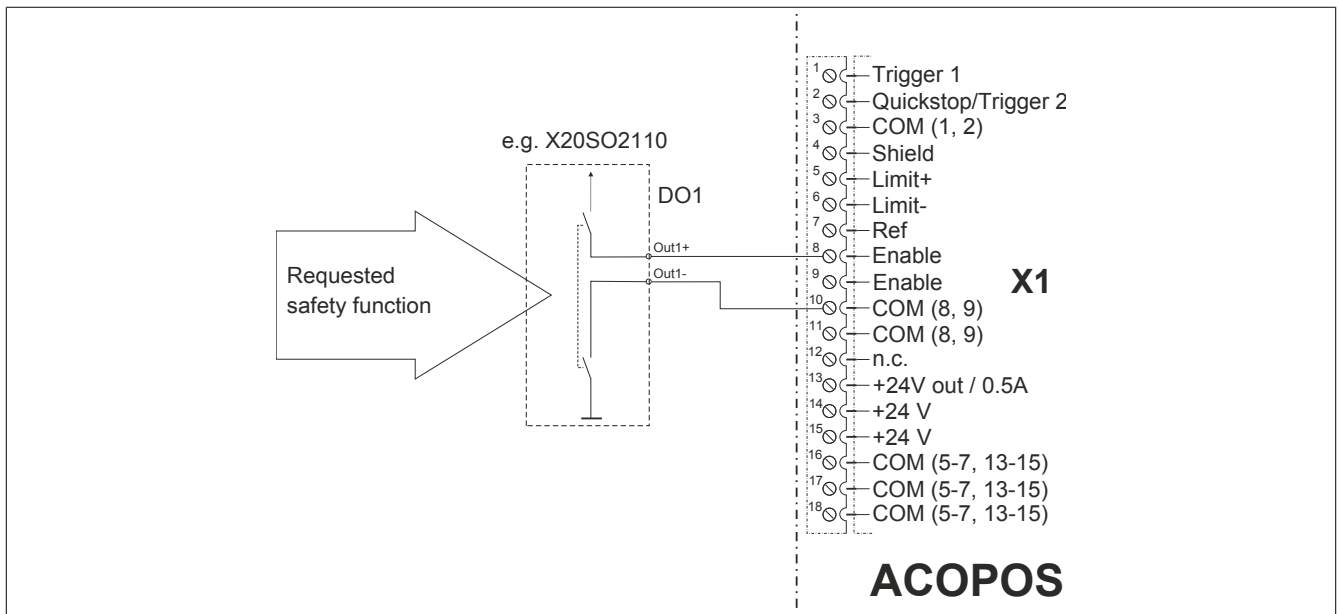 e.g. X20SO2110
DO1
Out1+
Out1-
Requested
safety function
1 Trigger 1
2 Quickstop/Trigger 2
3 COM (1, 2)
4 Shield
5 Limit+
6 Limit-
7 Ref
8 Enable
9 Enable
10 COM (8, 9)
11 COM (8, 9)
12 n.c.
13 +24V out / 0.5A
14 +24 V
15 +24 V
16 COM (5-7, 13-15)
17 COM (5-7, 13-15)
18 COM (5-7, 13-15)
X1
ACOPOS